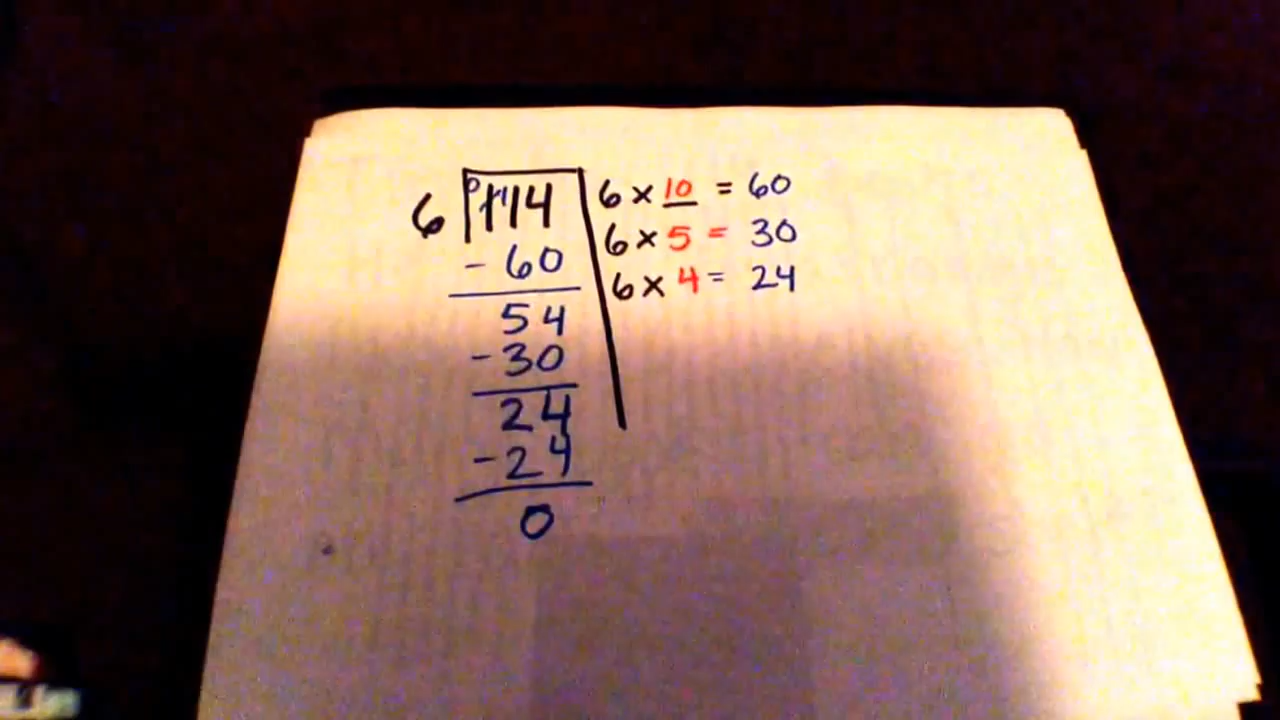 6 114 6 × 10 = 60
- 60 6 × 5 = 30
54 6 × 4 = 24
- 30
24
- 24
0